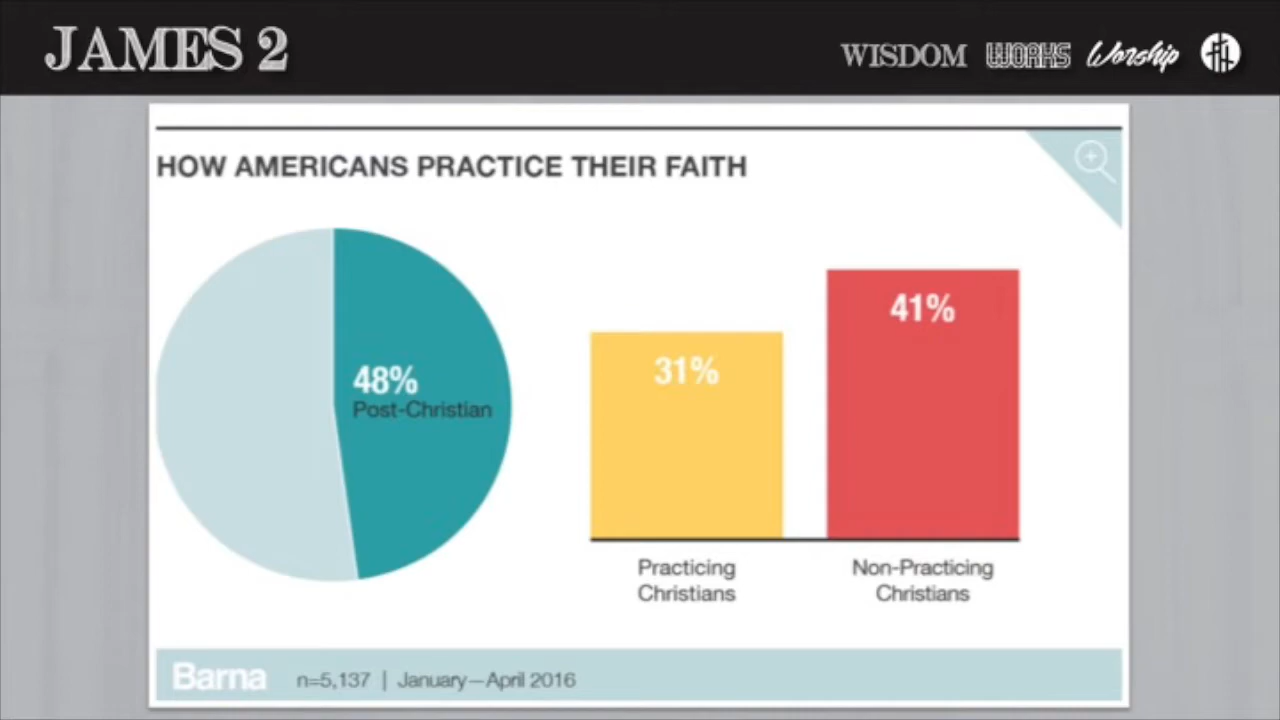 JAMES 2
WISDOM WORKS Worship
HOW AMERICANS PRACTICE THEIR FAITH
48%
Post-Christian
31%
41%
Practicing
Christians
Non-Practicing
Christians
Barna n=5,137 | January—April 2016